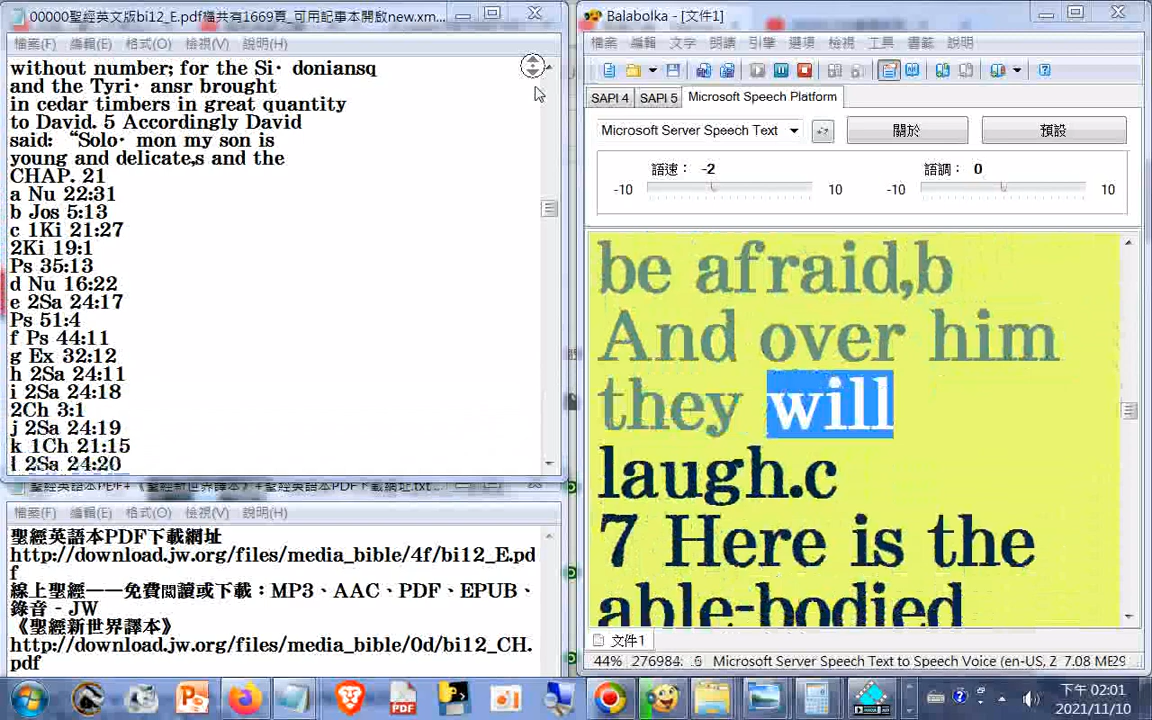 00000聖經英文版bi12_E.pdf檔共有1669頁_可用記事本開啟new.xm...
檔案(F) 編輯(E) 格式(O) 檢視(V) 說明(H)
without number; for the Si· doniansq
and the Tyri· ansr brought
in cedar timbers in great quantity
to David. 5 Accordingly David
said: “Solo· mon my son is
young and delicate,s and the
CHAP. 21
a Nu 22:31
b Jos 5:13
c 1Ki 21:27
2Ki 19:1
Ps 35:13
d Nu 16:22
e 2Sa 24:17
Ps 51:4
f Ps 44:11
g Ex 32:12
h 2Sa 24:11
i 2Sa 24:18
2Ch 3:1
j 2Sa 24:19
k 1Ch 21:15
l 2Sa 24:20
檔案(F) 編輯(E) 格式(O) 檢視(V) 說明(H)
聖經英語本PDF下載網址
http://download.jw.org/files/media_bible/4f/bi12_E.pd
f
線上聖經——免費閱讀或下載：MP3、AAC、PDF、EPUB、
錄音 - JW
《聖經新世界譯本》
http://download.jw.org/files/media_bible/0d/bi12_CH.
pdf
Balabolka - [文件1]
檔案 編輯 文字 朗讀 引擎 選項 檢視 工具 書籤 說明
SAPI 4 SAPI 5 Microsoft Speech Platform
Microsoft Server Speech Text 關於 預設
語速： -2 語調： 0
-10 10 -10 10
be afraid,b
And over him
they will
laugh.c
7 Here is the
able-bodied
文件1
44% 276984: 6 Microsoft Server Speech Text to Speech Voice (en-US, Z 7.08 ME29
PDF
下午 02:01
2021/11/10